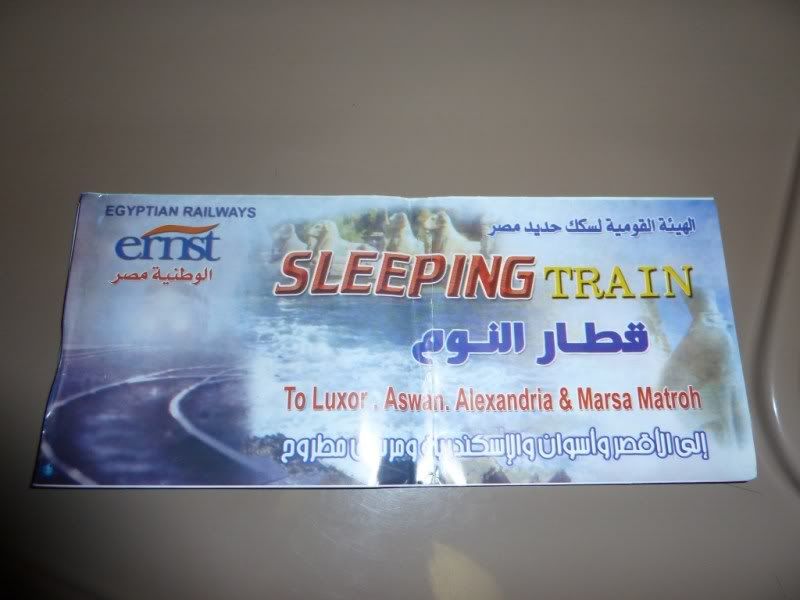 EGYPTIAN RAILWAYS
ernst
الوطنية مصر
الهيئة القومية لسكك حديد مصر
SLEEPING TRAIN
قطار النوم
To Luxor . Aswan. Alexandria & Marsa Matroh
إلى الأقصر وأسوان والإسكندرية ومرسى مطروح